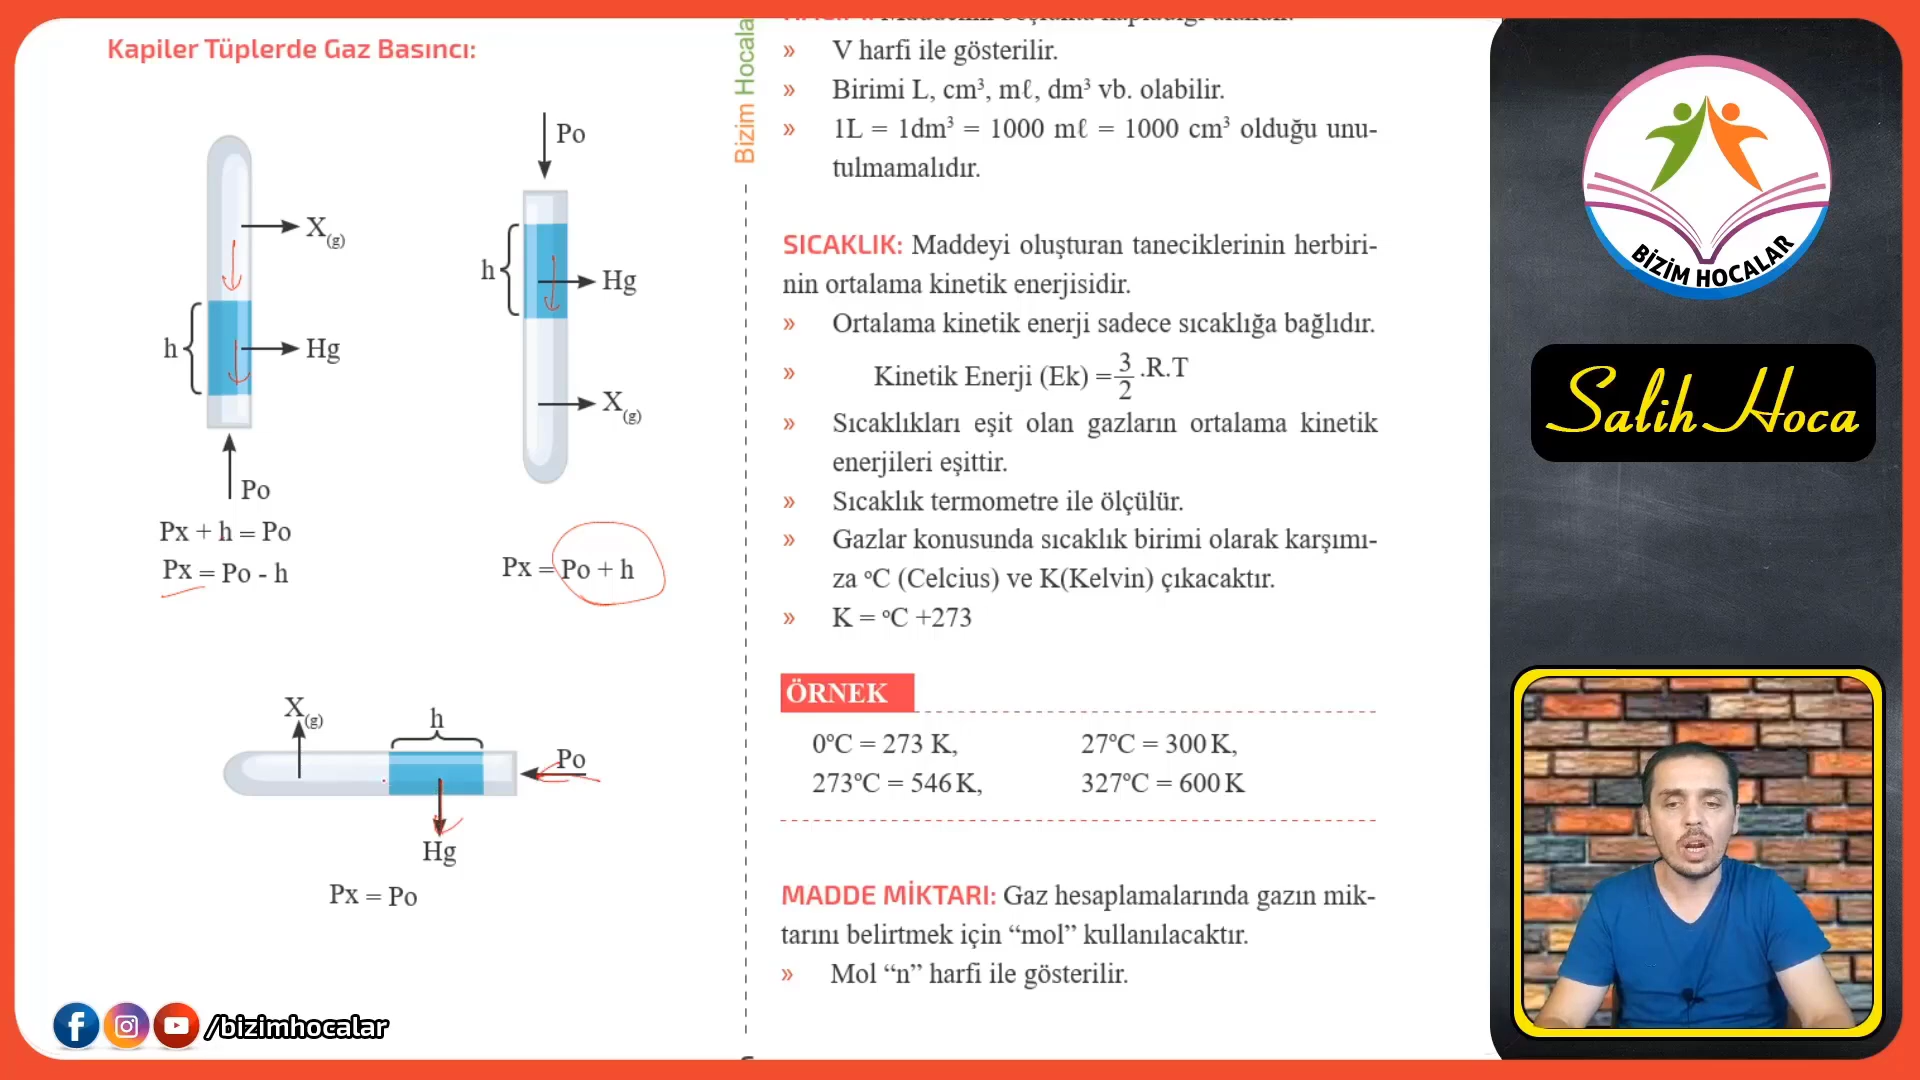 Kapiler Tüplerde Gaz Basıncı:
X(g)
h
Hg
Po
Px + h = Po
Px = Po - h
Po
h
Hg
X(g)
Px = Po + h
X(g)
h
Po
Hg
Px = Po
/bizimhocalar
Bizim Hocala
» V harfi ile gösterilir.
» Birimi L, cm³, mℓ, dm³ vb. olabilir.
» 1L = 1dm³ = 1000 mℓ = 1000 cm³ olduğu unu-
tulmamalıdır.
SICAKLIK: Maddeyi oluşturan taneciklerinin herbiri-
nin ortalama kinetik enerjisidir.
» Ortalama kinetik enerji sadece sıcaklığa bağlıdır.
» Kinetik Enerji (Ek) = 3/2 .R.T
» Sıcaklıkları eşit olan gazların ortalama kinetik
enerjileri eşittir.
» Sıcaklık termometre ile ölçülür.
» Gazlar konusunda sıcaklık birimi olarak karşımı-
za °C (Celcius) ve K(Kelvin) çıkacaktır.
» K = °C +273
ÖRNEK
0°C = 273 K, 27°C = 300 K,
273°C = 546 K, 327°C = 600 K
MADDE MİKTARI: Gaz hesaplamalarında gazın mik-
tarını belirtmek için “mol” kullanılacaktır.
» Mol “n” harfi ile gösterilir.
BİZİM HOCALAR
Salih Hoca